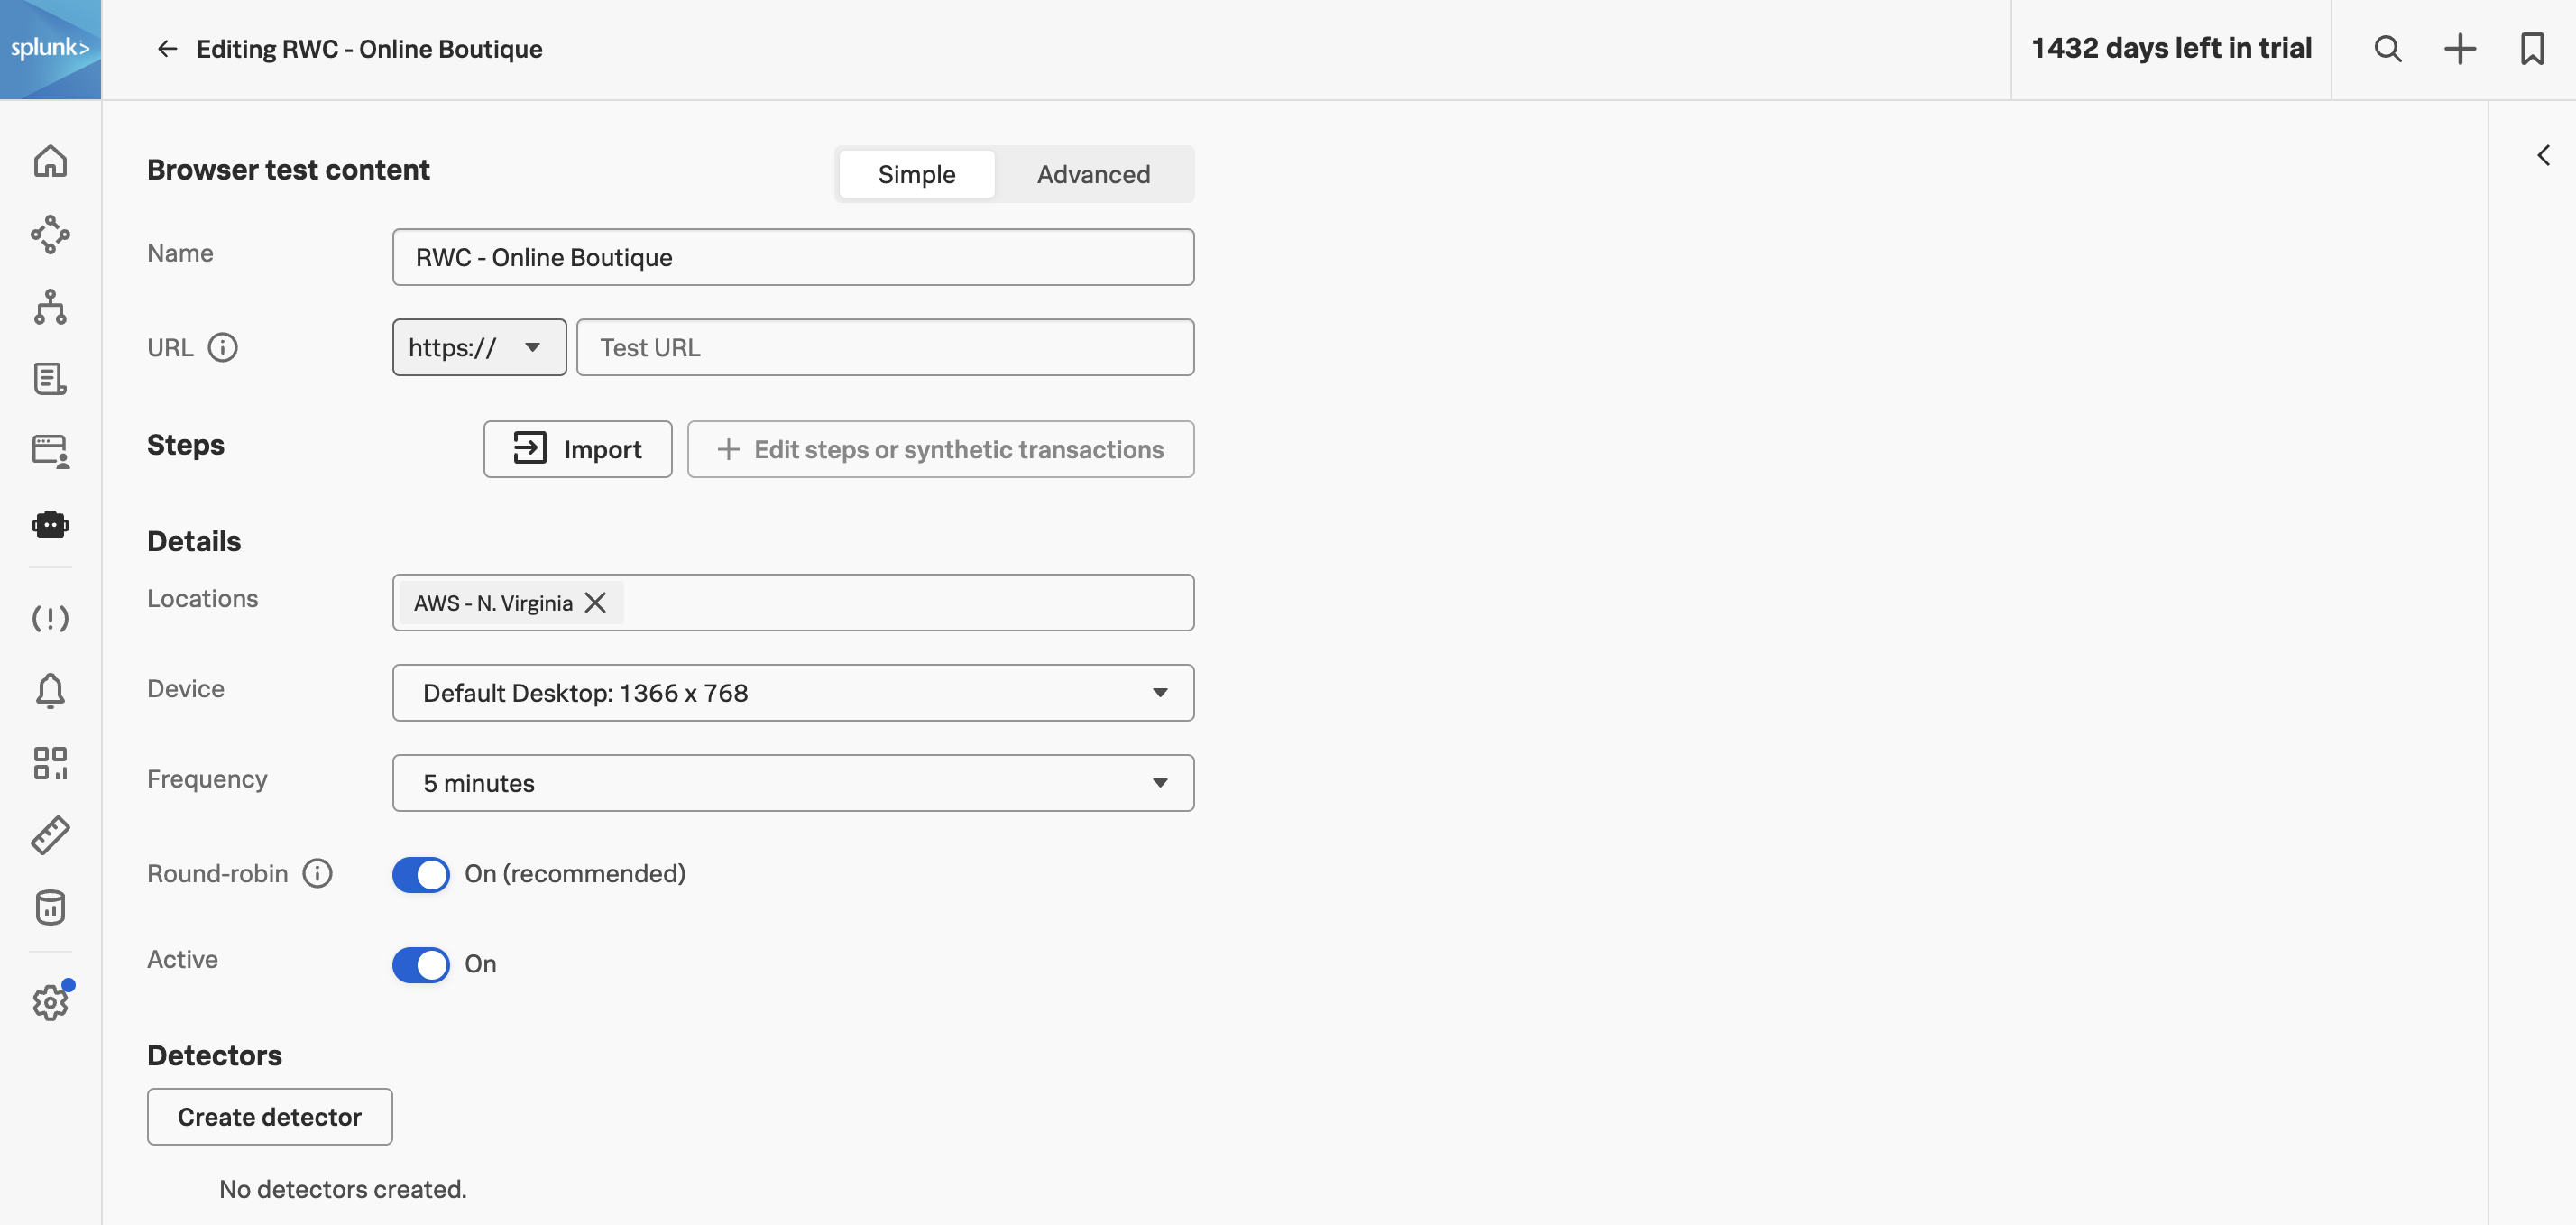 splunk>
Editing RWC - Online Boutique
1432 days left in trial
Browser test content
Simple
Advanced
Name
RWC - Online Boutique
URL
https://
Test URL
Steps
Import
Edit steps or synthetic transactions
Details
Locations
AWS - N. Virginia
Device
Default Desktop: 1366 x 768
Frequency
5 minutes
Round-robin
On (recommended)
Active
On
Detectors
Create detector
No detectors created.